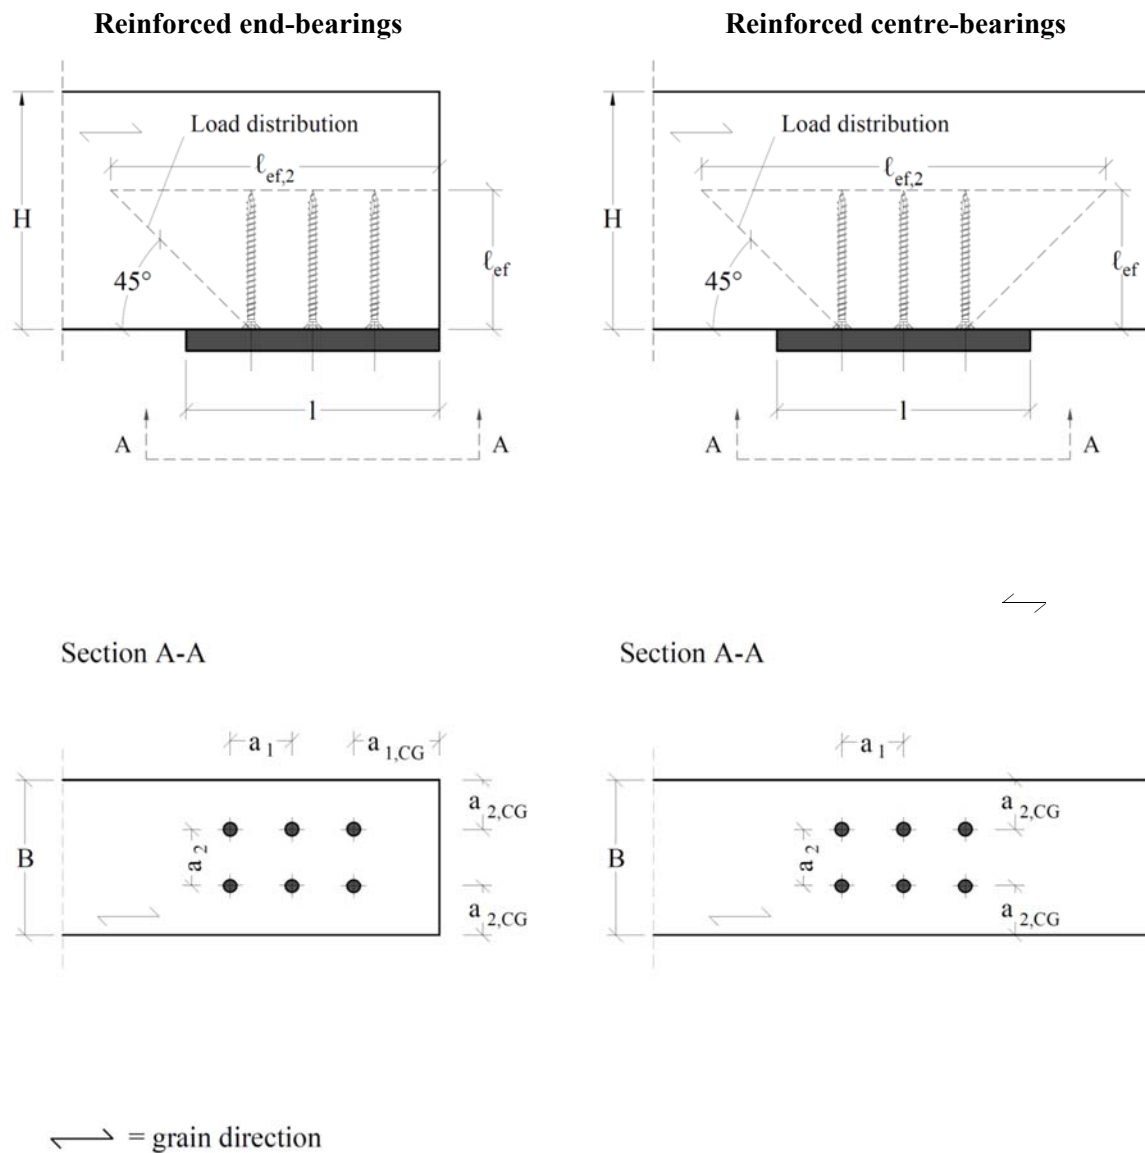 Reinforced end-bearings
Reinforced centre-bearings
Load distribution
ℓef,2
H
45°
ℓef
l
A
A
Load distribution
ℓef,2
H
45°
ℓef
l
A
A
Section A-A
Section A-A
a1
a1,CG
a2,CG
B
a2
a2,CG
a1
a2,CG
B
a2
a2,CG
= grain direction